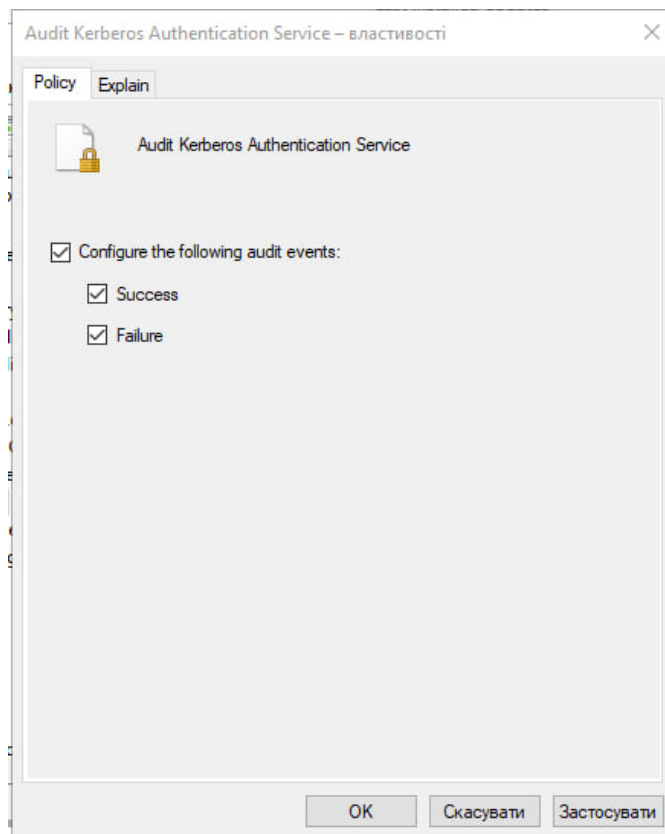 Audit Kerberos Authentication Service – властивості
Policy
Explain
Audit Kerberos Authentication Service
Configure the following audit events:
Success
Failure
OK
Скасувати
Застосувати